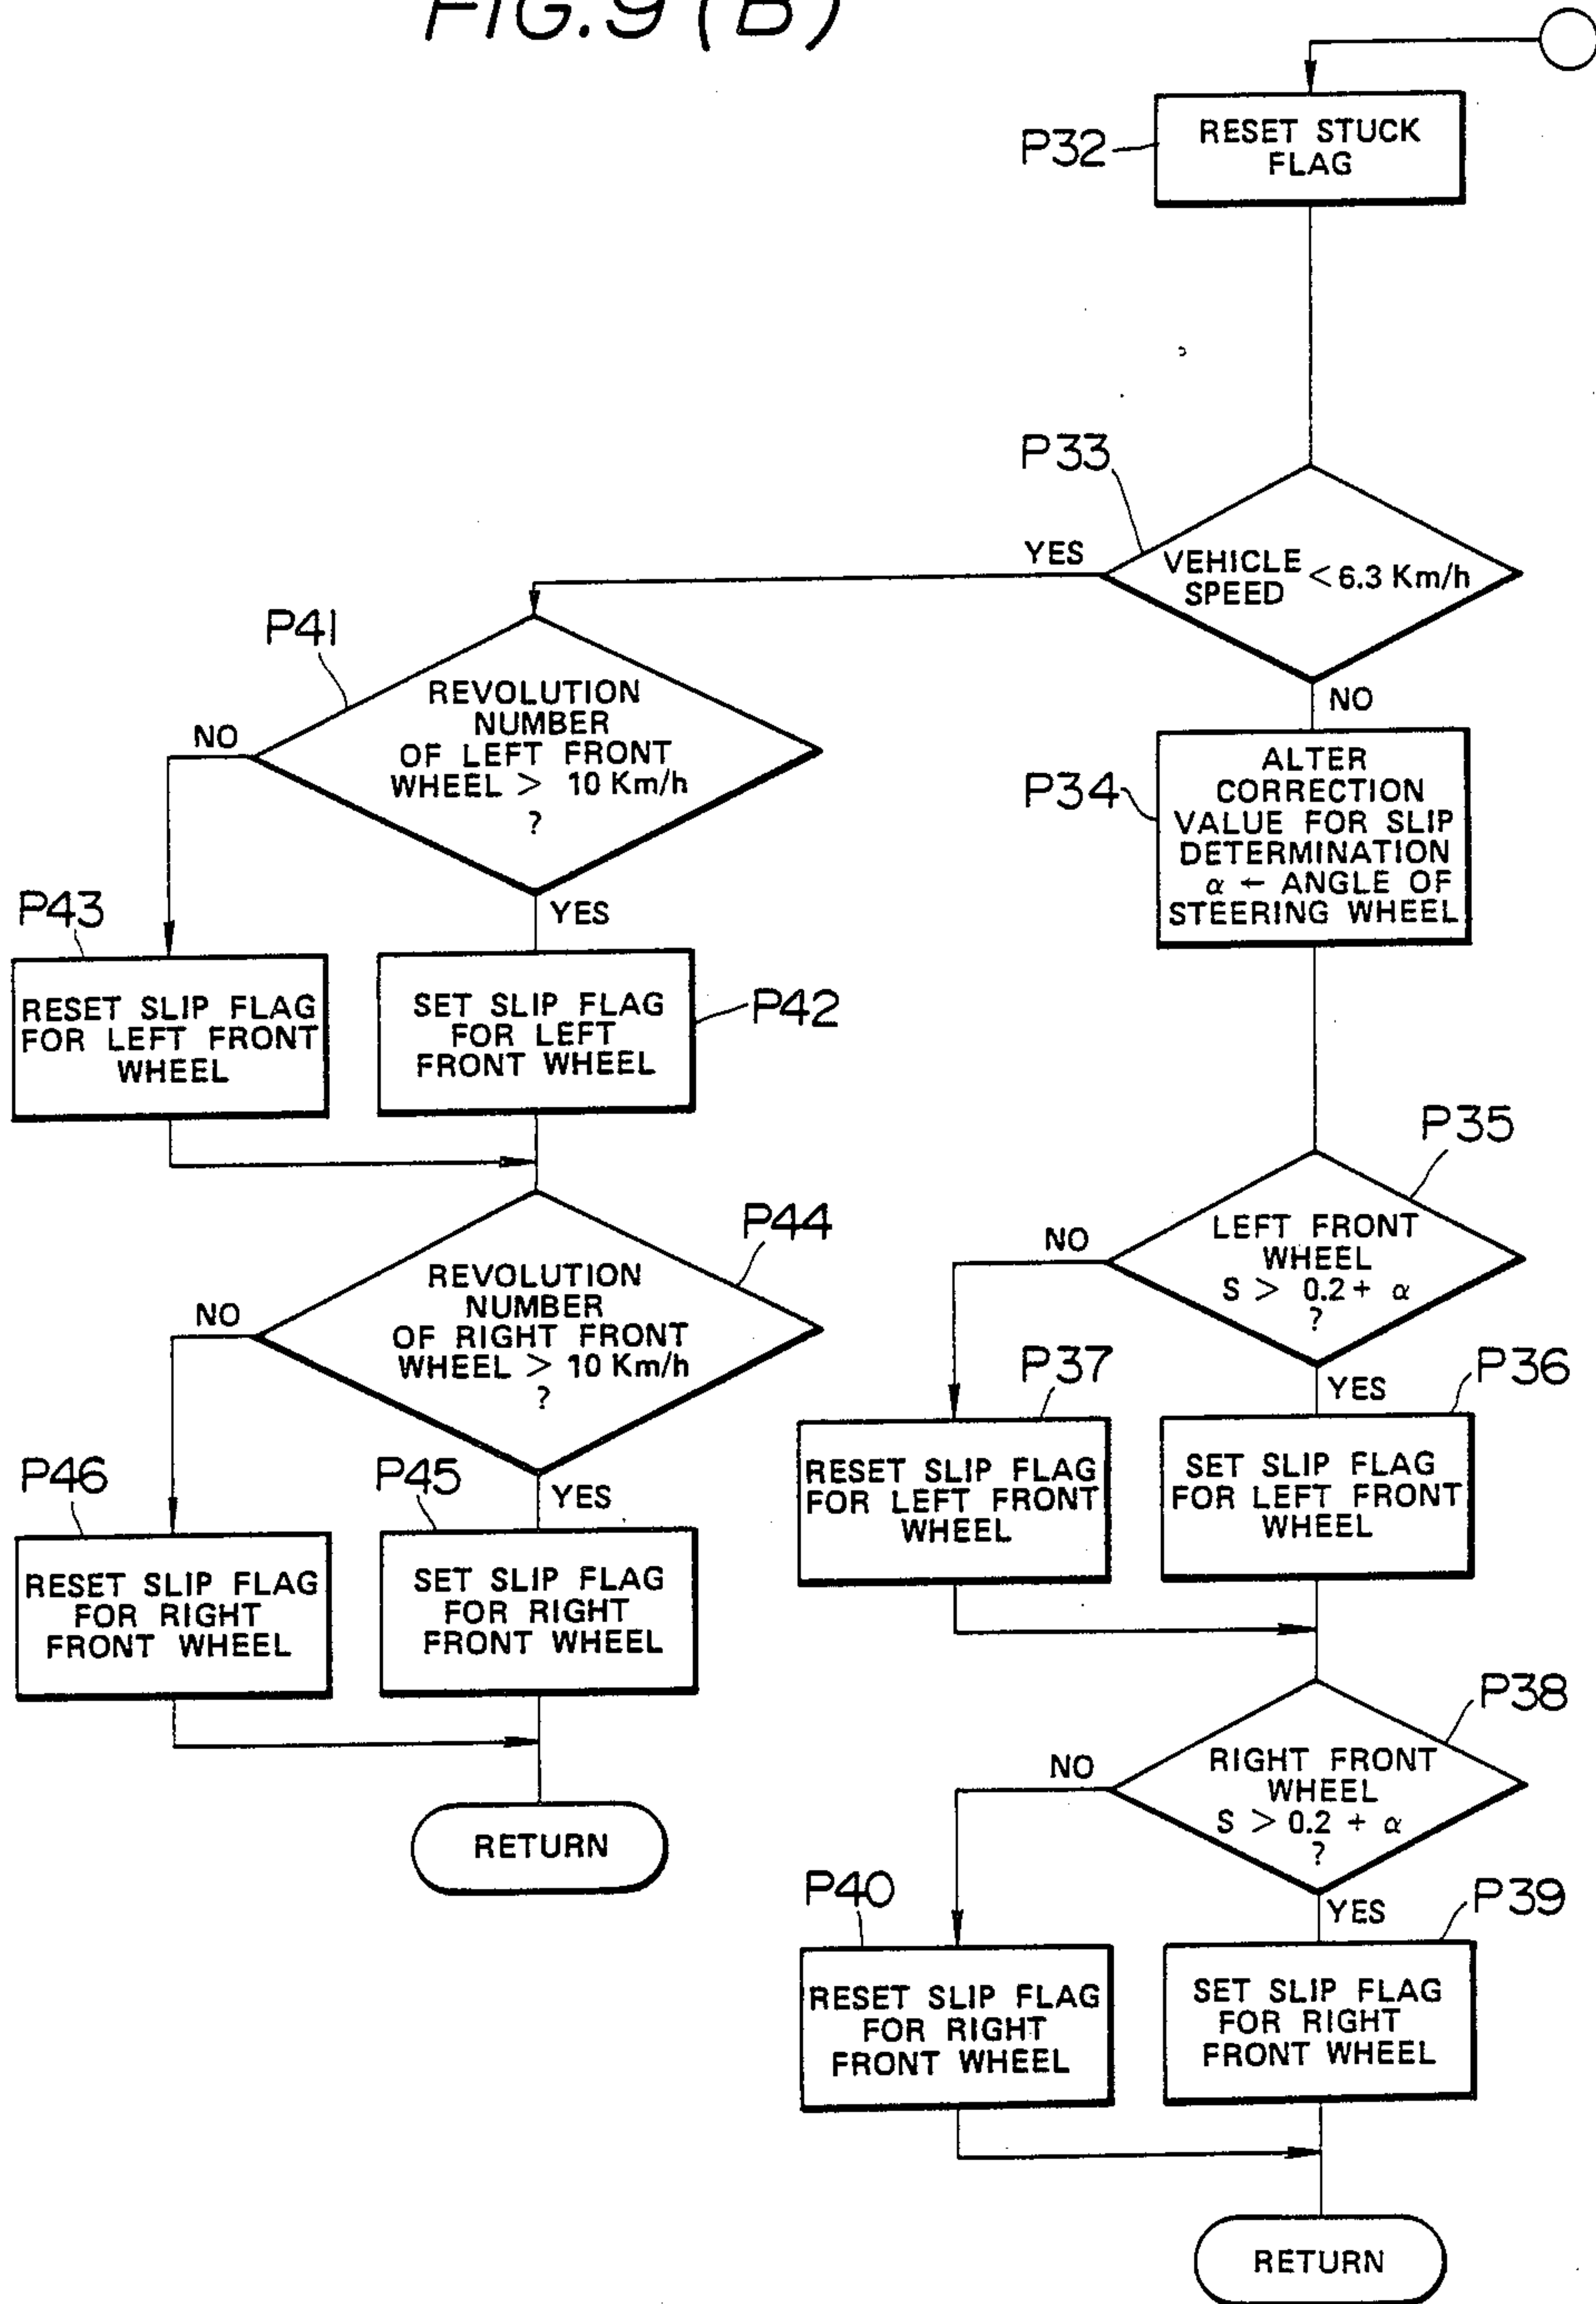 FIG.9 (B)
P32
RESET STUCK
FLAG
P33
VEHICLE
SPEED < 6.3 Km/h
YES
NO
P41
REVOLUTION
NUMBER
OF LEFT FRONT
WHEEL > 10 Km/h
?
NO
YES
P43
RESET SLIP FLAG
FOR LEFT FRONT
WHEEL
SET SLIP FLAG
FOR LEFT
FRONT WHEEL
P42
P44
REVOLUTION
NUMBER
OF RIGHT FRONT
WHEEL > 10 Km/h
?
NO
YES
P46
RESET SLIP FLAG
FOR RIGHT
FRONT WHEEL
P45
SET SLIP FLAG
FOR RIGHT
FRONT WHEEL
RETURN
P34
ALTER
CORRECTION
VALUE FOR SLIP
DETERMINATION
α ← ANGLE OF
STEERING WHEEL
P35
LEFT FRONT
WHEEL
S > 0.2 + α
?
NO
YES
P37
RESET SLIP FLAG
FOR LEFT FRONT
WHEEL
P36
SET SLIP FLAG
FOR LEFT FRONT
WHEEL
P38
RIGHT FRONT
WHEEL
S > 0.2 + α
?
NO
YES
P40
RESET SLIP FLAG
FOR RIGHT
FRONT WHEEL
P39
SET SLIP FLAG
FOR RIGHT
FRONT WHEEL
RETURN